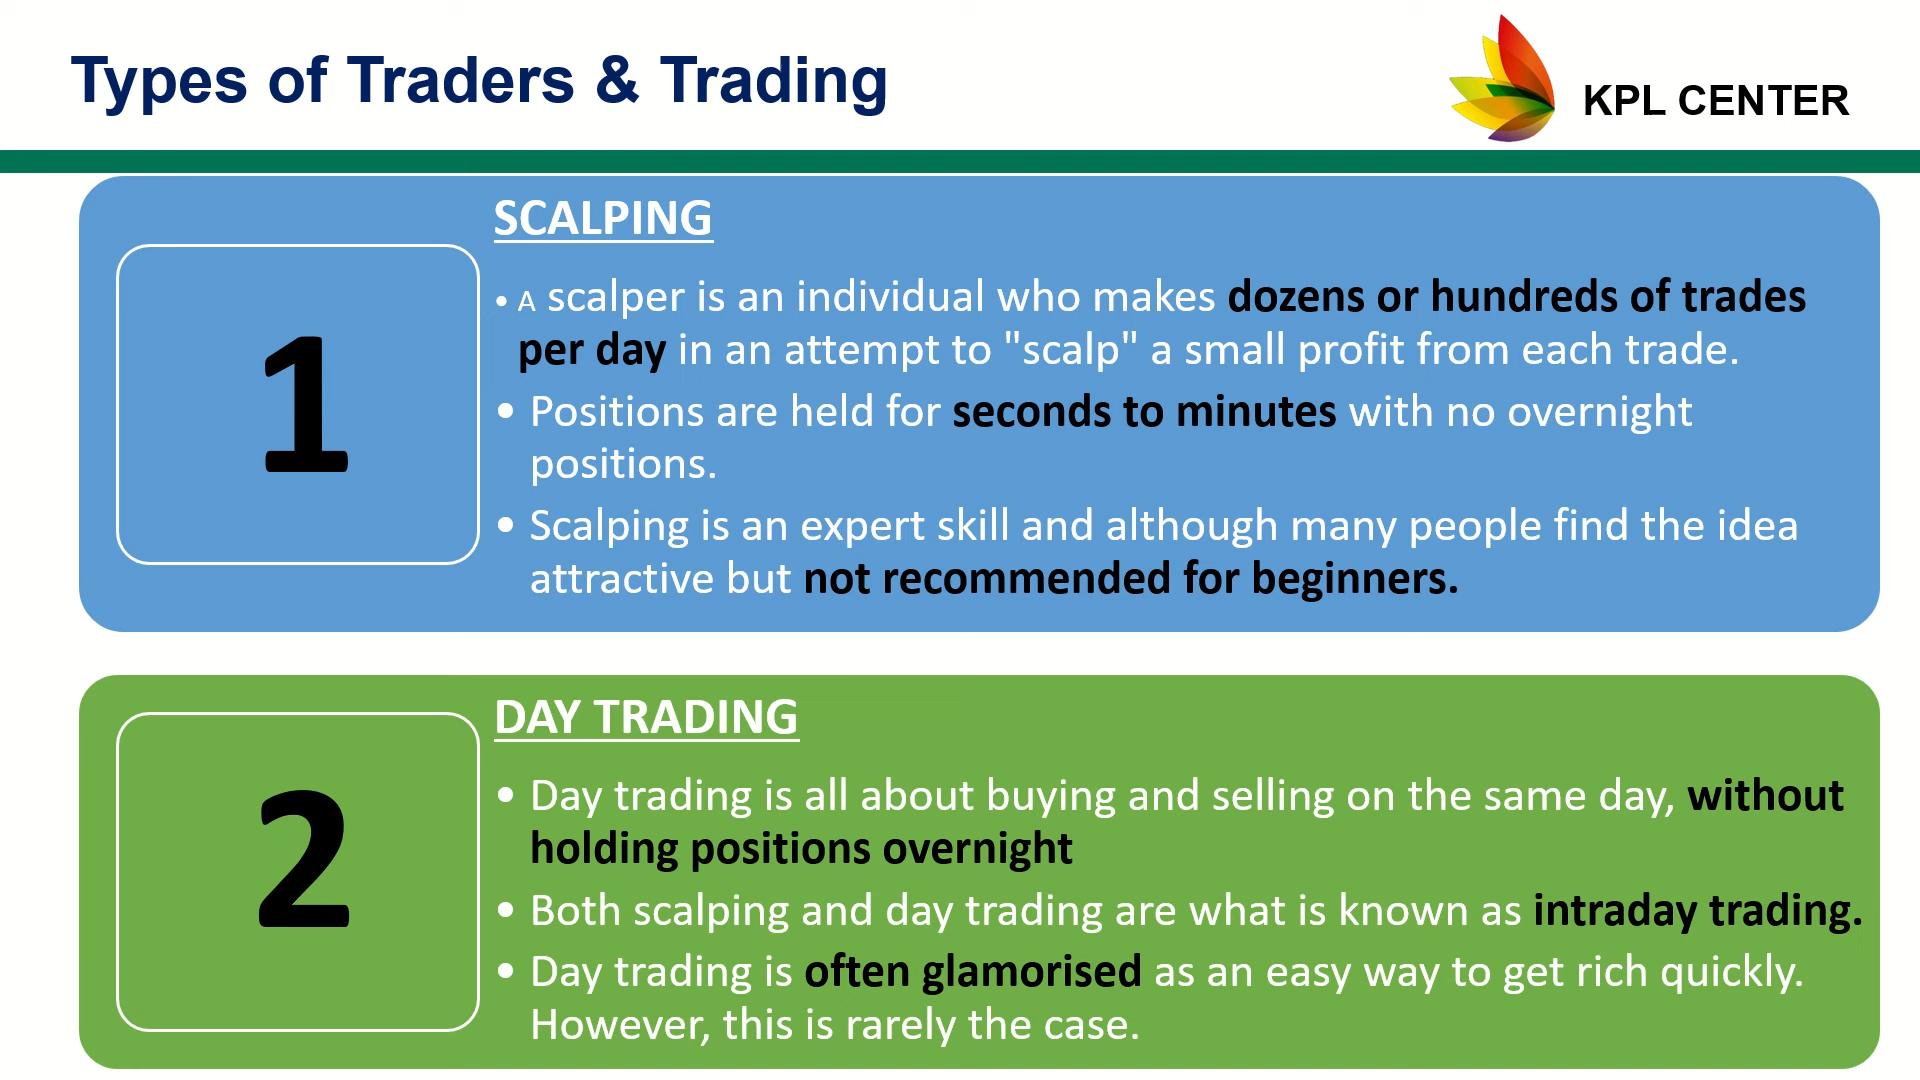 Types of Traders & Trading
KPL CENTER
1
SCALPING
• A scalper is an individual who makes dozens or hundreds of trades
per day in an attempt to "scalp" a small profit from each trade.
• Positions are held for seconds to minutes with no overnight
positions.
• Scalping is an expert skill and although many people find the idea
attractive but not recommended for beginners.
2
DAY TRADING
• Day trading is all about buying and selling on the same day, without
holding positions overnight
• Both scalping and day trading are what is known as intraday trading.
• Day trading is often glamorised as an easy way to get rich quickly.
However, this is rarely the case.